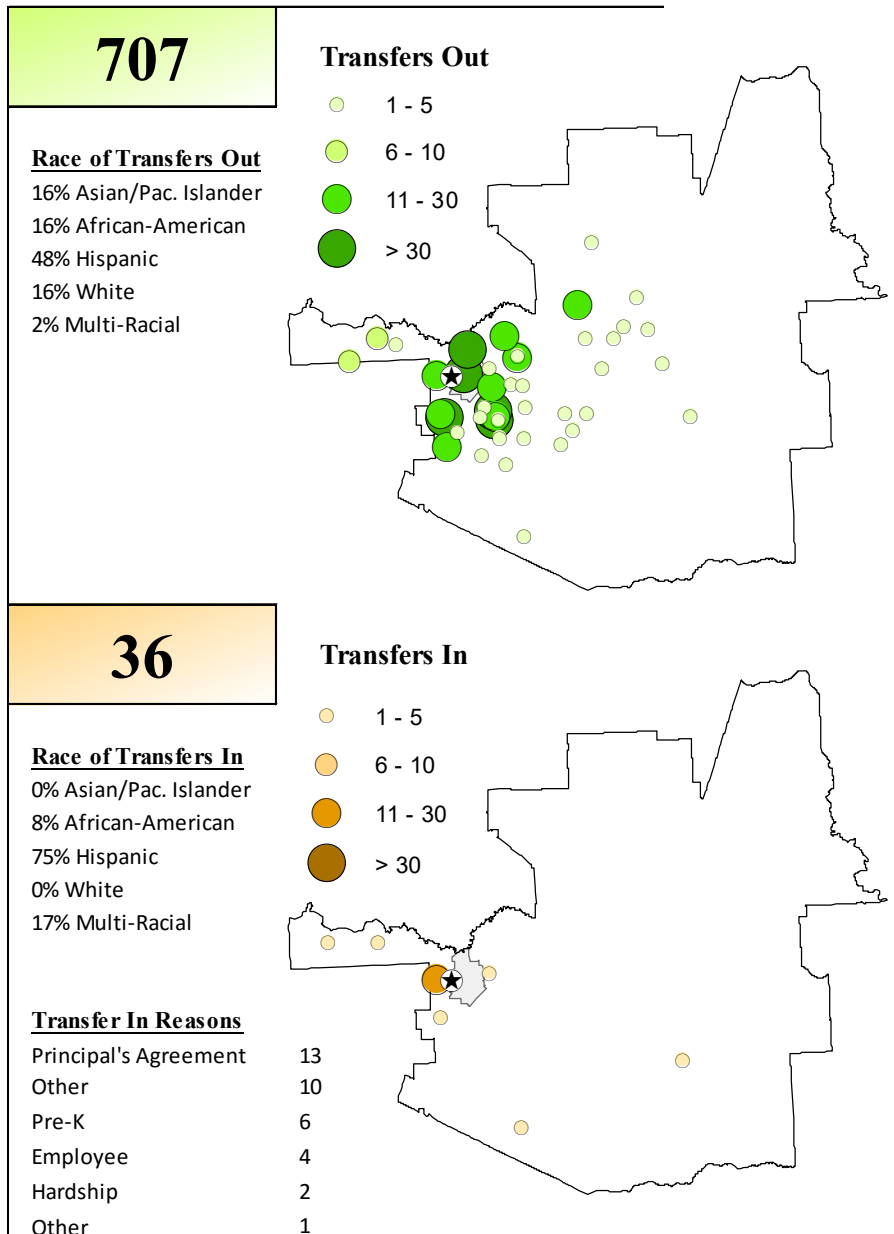 707
Transfers Out
1 - 5
6 - 10
11 - 30
> 30
Race of Transfers Out
16% Asian/Pac. Islander
16% African-American
48% Hispanic
16% White
2% Multi-Racial
36
Transfers In
1 - 5
6 - 10
11 - 30
> 30
Race of Transfers In
0% Asian/Pac. Islander
8% African-American
75% Hispanic
0% White
17% Multi-Racial
Transfer In Reasons
Principal's Agreement 13
Other 10
Pre-K 6
Employee 4
Hardship 2
Other 1